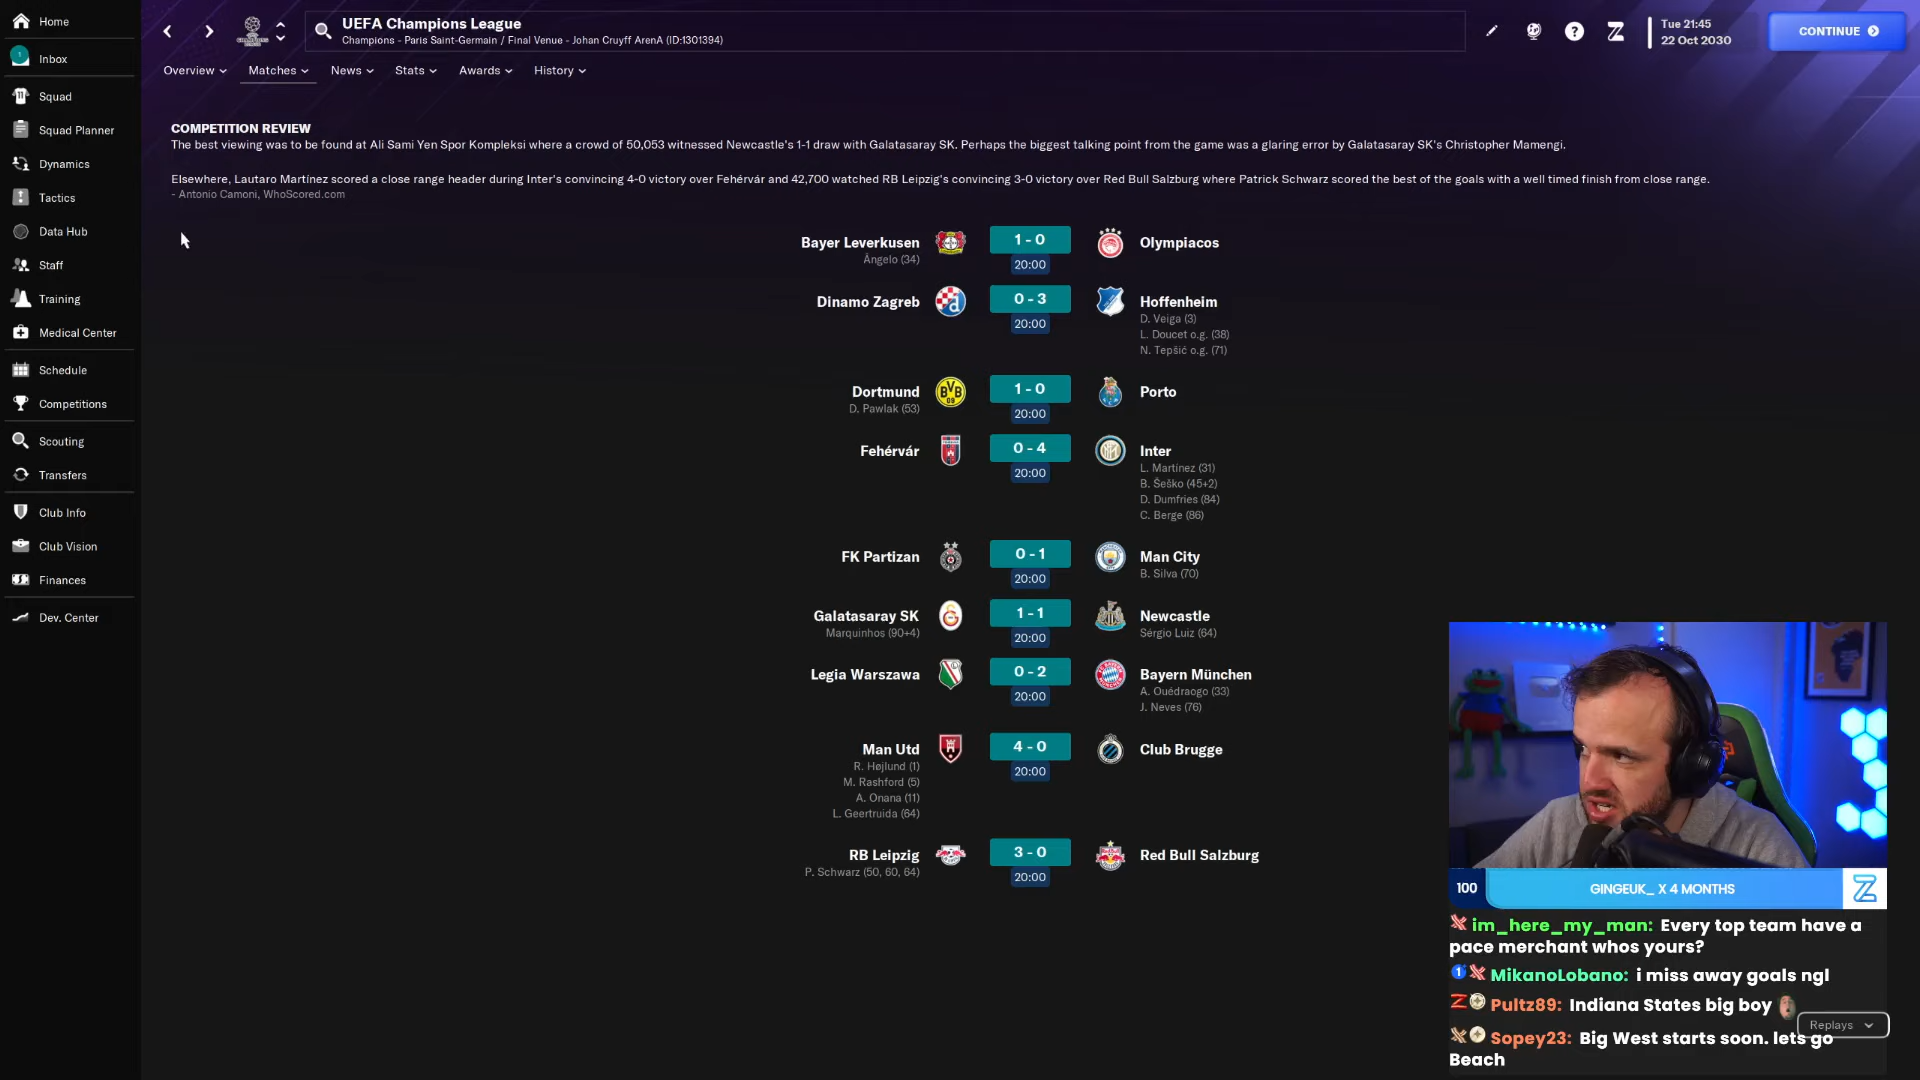 Home
Inbox
Squad
Squad Planner
Dynamics
Tactics
Data Hub
Staff
Training
Medical Center
Schedule
Competitions
Scouting
Transfers
Club Info
Club Vision
Finances
Dev. Center
UEFA Champions League
Champions - Paris Saint-Germain / Final Venue - Johan Cruyff ArenA (ID:1301394)
Tue 21:45
22 Oct 2030
CONTINUE
Overview
Matches
News
Stats
Awards
History
COMPETITION REVIEW
The best viewing was to be found at Ali Sami Yen Spor Kompleksi where a crowd of 50,053 witnessed Newcastle's 1-1 draw with Galatasaray SK. Perhaps the biggest talking point from the game was a glaring error by Galatasaray SK's Christopher Mamengi.
Elsewhere, Lautaro Martínez scored a close range header during Inter's convincing 4-0 victory over Fehérvár and 42,700 watched RB Leipzig's convincing 3-0 victory over Red Bull Salzburg where Patrick Schwarz scored the best of the goals with a well timed finish from close range.
- Antonio Camoni, WhoScored.com
Bayer Leverkusen 1 - 0 Olympiacos
Ângelo (34) 20:00
Dinamo Zagreb 0 - 3 Hoffenheim
20:00 D. Veiga (3)
L. Doucet o.g. (38)
N. Tepšić o.g. (71)
Dortmund 1 - 0 Porto
D. Pawlak (53) 20:00
Fehérvár 0 - 4 Inter
20:00 L. Martínez (31)
B. Šeško (45+2)
D. Dumfries (84)
C. Berge (86)
FK Partizan 0 - 1 Man City
20:00 B. Silva (70)
Galatasaray SK 1 - 1 Newcastle
Marquinhos (90+4) 20:00 Sérgio Luiz (64)
Legia Warszawa 0 - 2 Bayern München
20:00 A. Ouédraogo (33)
J. Neves (76)
Man Utd 4 - 0 Club Brugge
R. Højlund (1) 20:00
M. Rashford (5)
A. Onana (11)
L. Geertruida (64)
RB Leipzig 3 - 0 Red Bull Salzburg
P. Schwarz (50, 60, 64) 20:00
100 GINGEUK_ X 4 MONTHS
im_here_my_man: Every top team have a
pace merchant whos yours?
MikanoLobano: i miss away goals ngl
Pultz89: Indiana States big boy
Replays
Sopey23: Big West starts soon. lets go
Beach